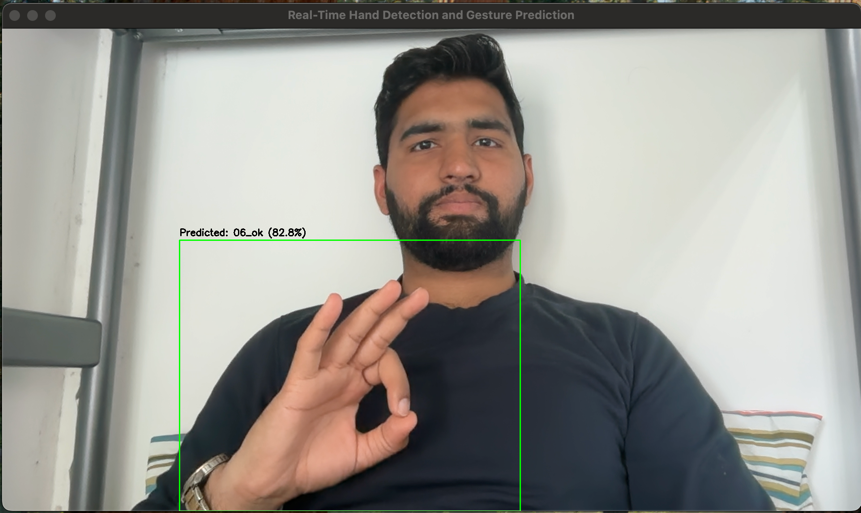 Real-Time Hand Detection and Gesture Prediction
Predicted: 06_ok (82.8%)